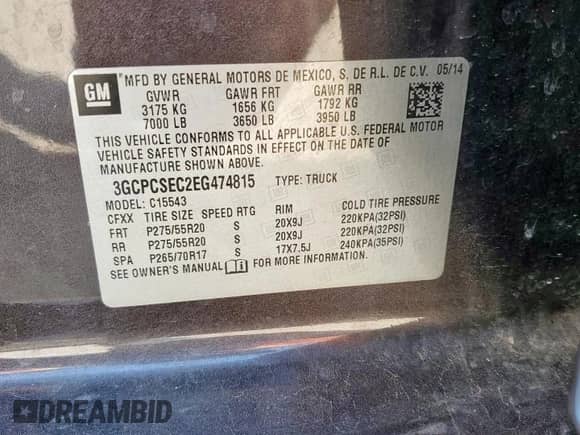 GM
MFD BY GENERAL MOTORS DE MEXICO, S. DE R.L. DE C.V. 05/14
GVWR GAWR FRT GAWR RR
3175 KG 1656 KG 1792 KG
7000 LB 3650 LB 3950 LB
THIS VEHICLE CONFORMS TO ALL APPLICABLE U.S. FEDERAL MOTOR
VEHICLE SAFETY STANDARDS IN EFFECT ON THE DATE OF
MANUFACTURE SHOWN ABOVE.
3GCPCSEC2EG474815 TYPE: TRUCK
MODEL: C15543
CFXX TIRE SIZE SPEED RTG RIM COLD TIRE PRESSURE
FRT P275/55R20 S 20X9J 220KPA(32PSI)
RR P275/55R20 S 20X9J 220KPA(32PSI)
SPA P265/70R17 S 17X7.5J 240KPA(35PSI)
SEE OWNER'S MANUAL FOR MORE INFORMATION.
DREAMBID